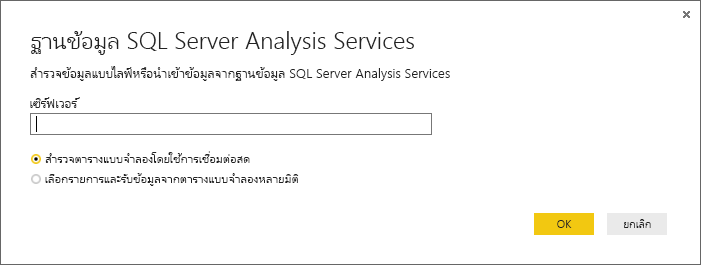 ฐานข้อมูล SQL Server Analysis Services
สำรวจข้อมูลแบบไลฟ์หรือนำเข้าข้อมูลจากฐานข้อมูล SQL Server Analysis Services
เซิร์ฟเวอร์
สำรวจตารางแบบจำลองโดยใช้การเชื่อมต่อสด
เลือกรายการและรับข้อมูลจากตารางแบบจำลองหลายมิติ
OK ยกเลิก